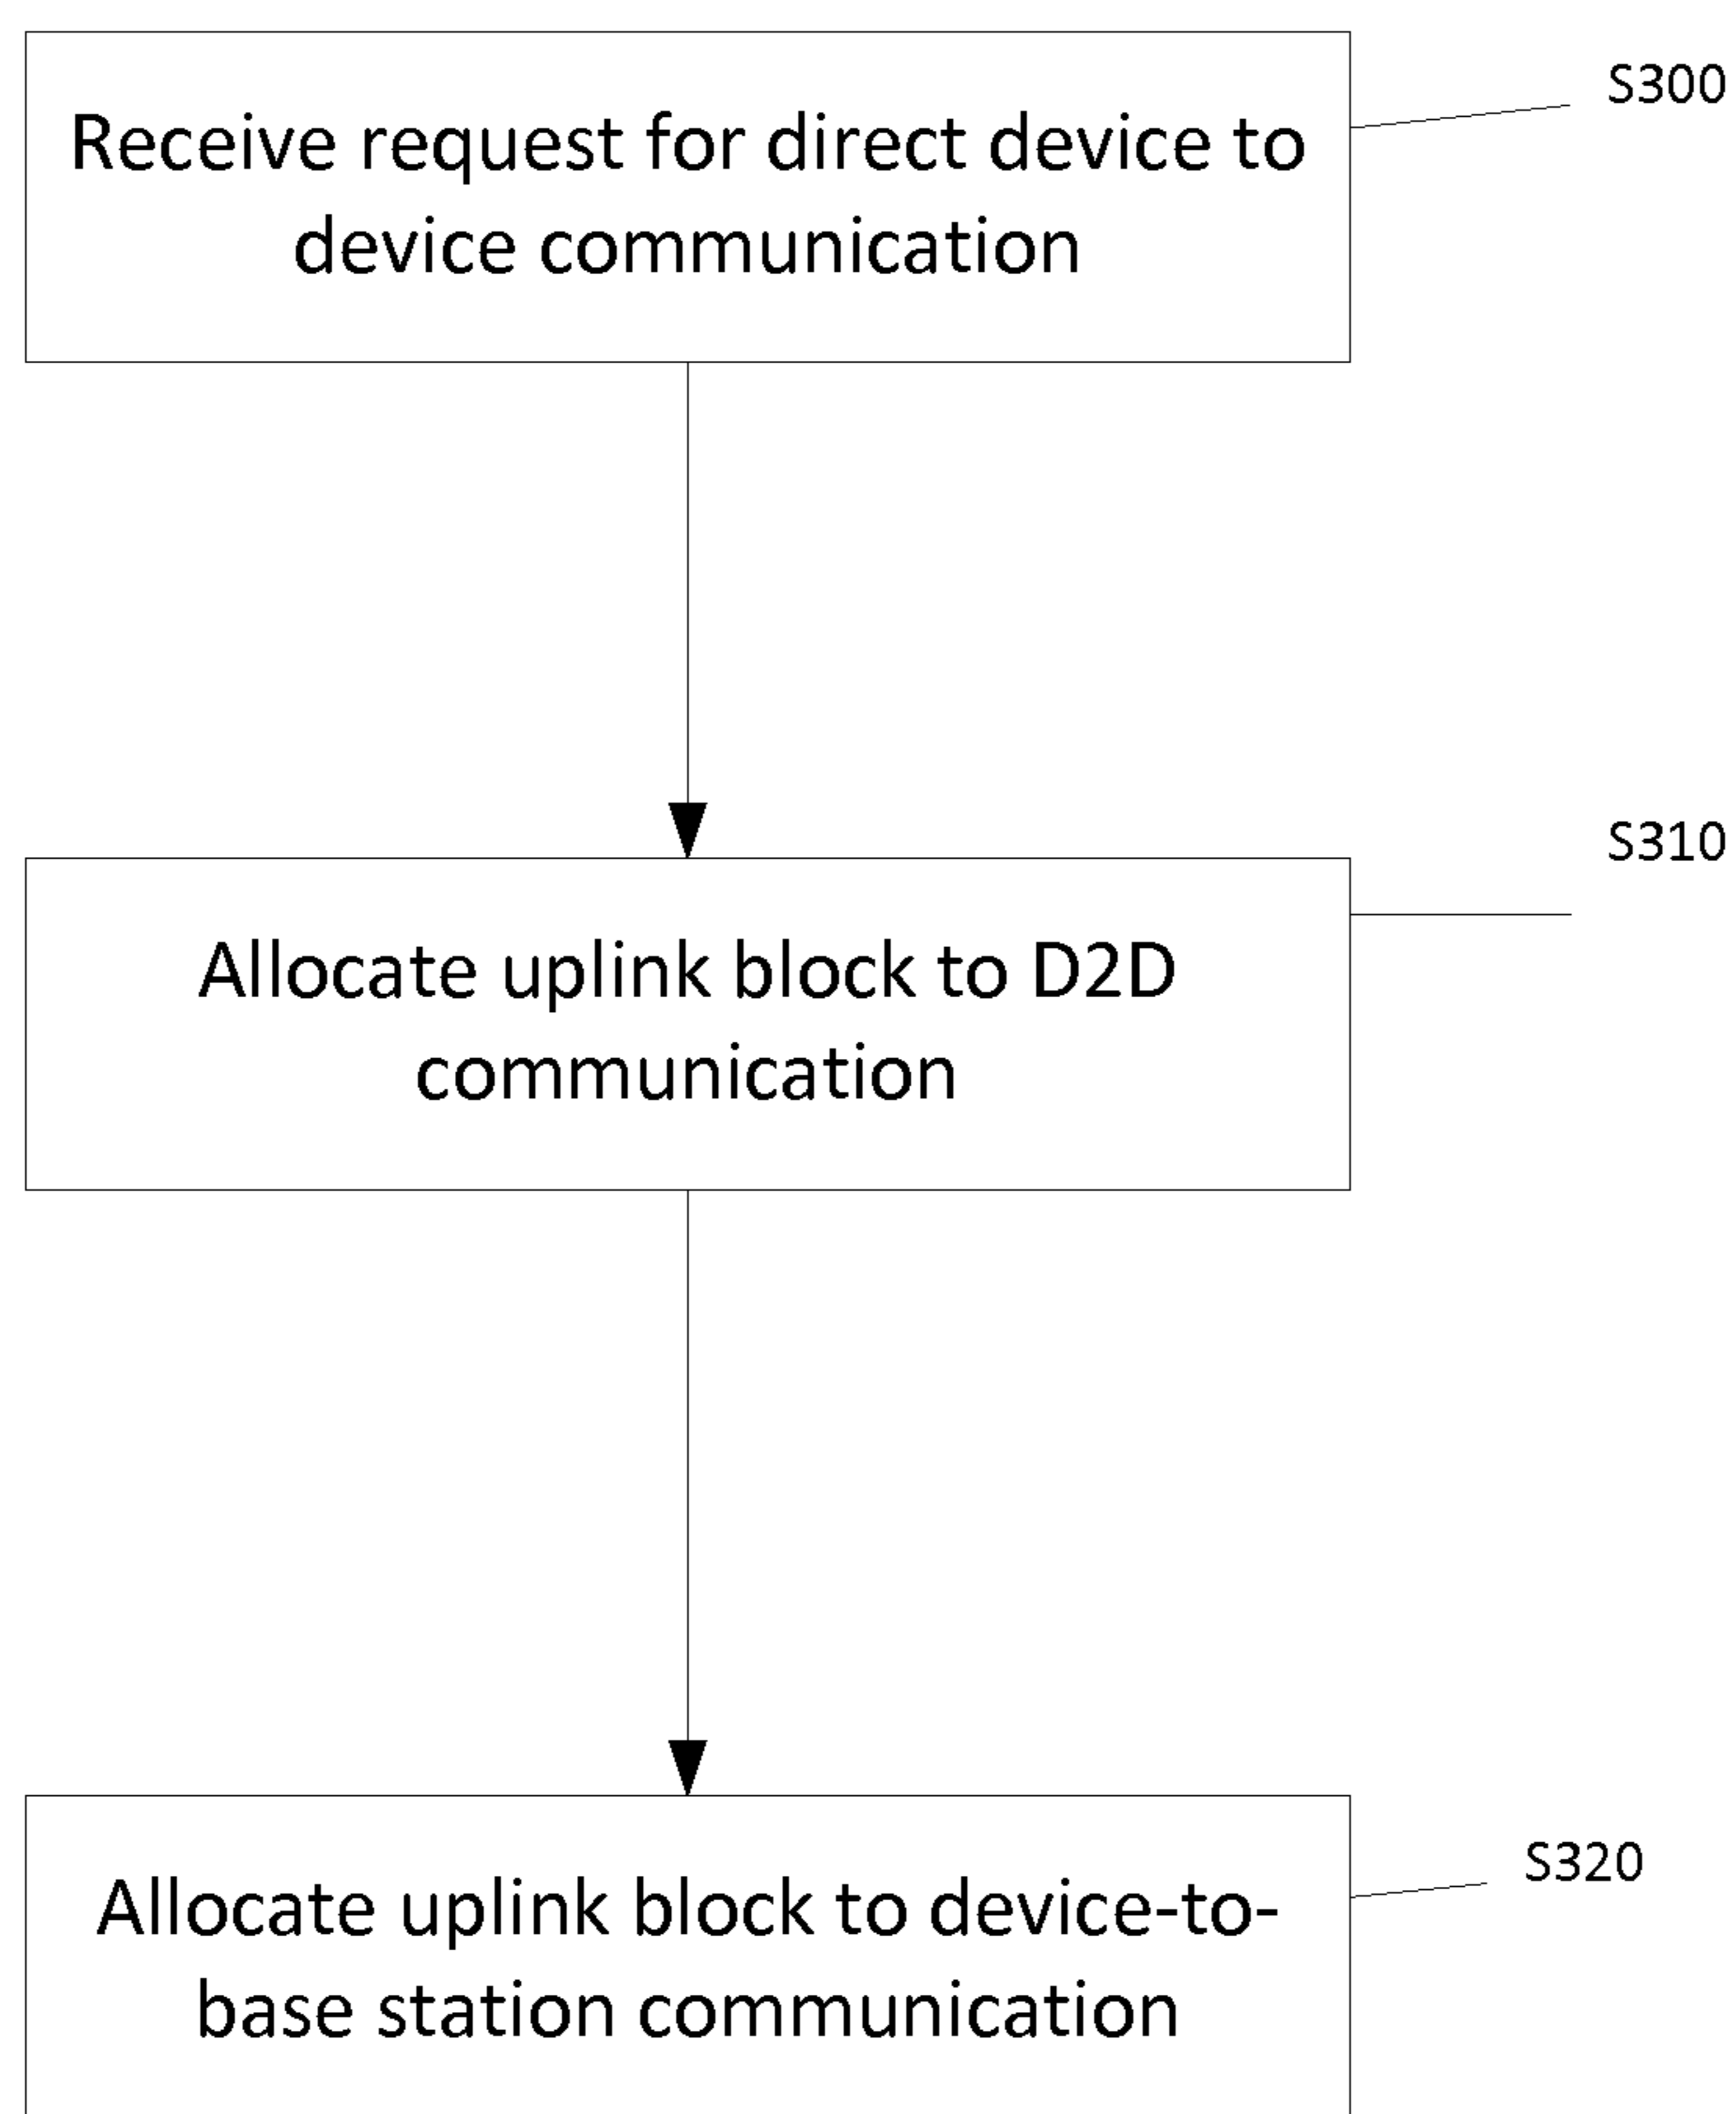 S300
Receive request for direct device to
device communication
S310
Allocate uplink block to D2D
communication
S320
Allocate uplink block to device-to-
base station communication